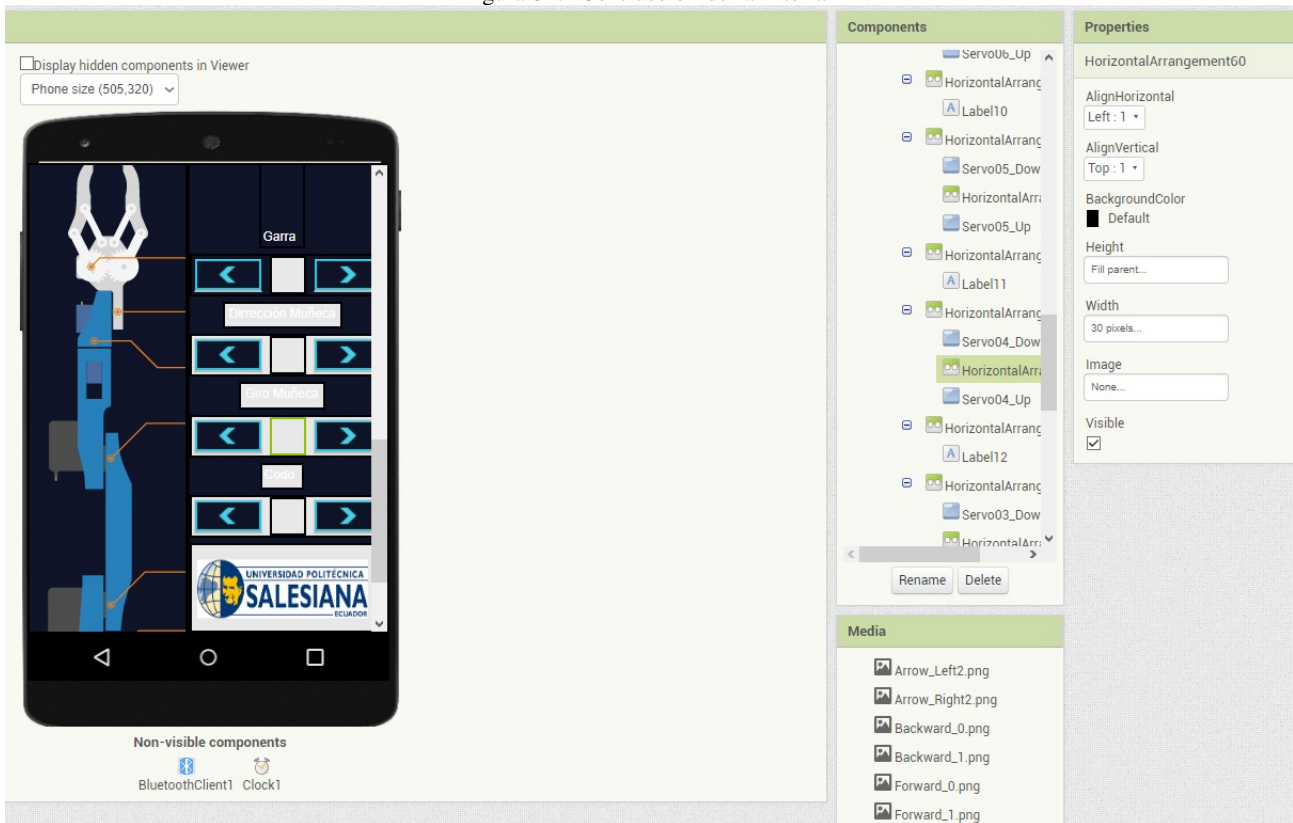 Display hidden components in Viewer
Phone size (505,320)
Garra
Dirrección Muñeca
Giro Muñeca
Codo
UNIVERSIDAD POLITÉCNICA
SALESIANA
ECUADOR
Non-visible components
BluetoothClient1 Clock1
Components
Servo06_Up
HorizontalArrang
Label10
HorizontalArrang
Servo05_Dow
HorizontalArra
Servo05_Up
HorizontalArrang
Label11
HorizontalArrang
Servo04_Dow
HorizontalArra
Servo04_Up
HorizontalArrang
Label12
HorizontalArrang
Servo03_Dow
HorizontalArra
Rename Delete
Media
Arrow_Left2.png
Arrow_Right2.png
Backward_0.png
Backward_1.png
Forward_0.png
Forward_1.png
Properties
HorizontalArrangement60
AlignHorizontal
Left : 1
AlignVertical
Top : 1
BackgroundColor
Default
Height
Fill parent...
Width
30 pixels...
Image
None...
Visible